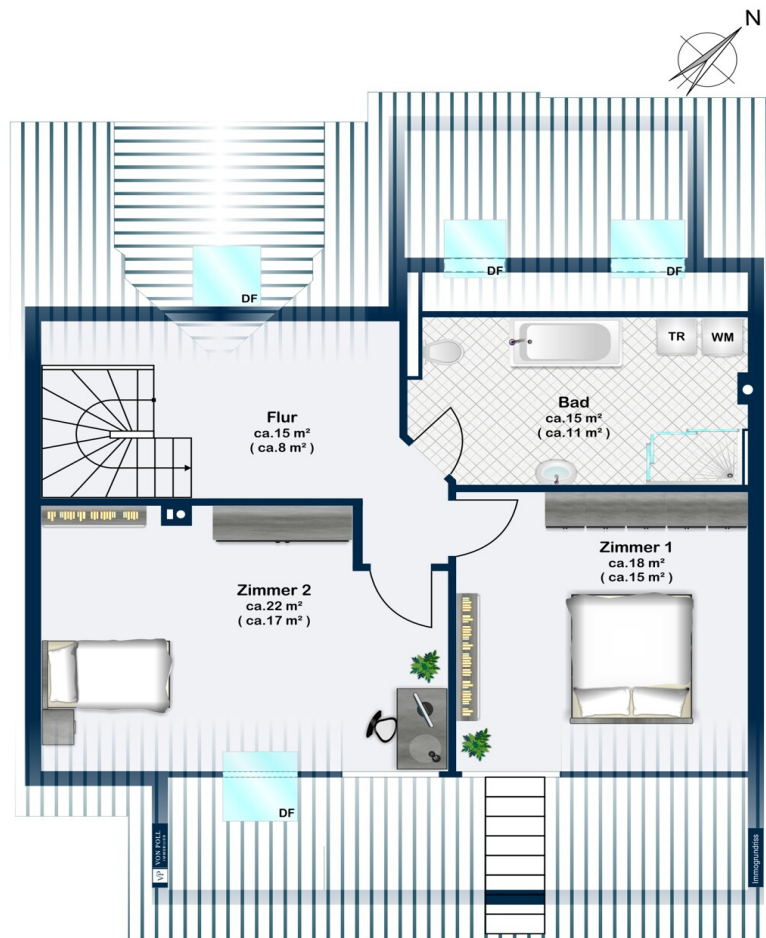 N
DF
DF
DF
TR
WM
Flur
ca.15 m²
( ca.8 m² )
Bad
ca.15 m²
( ca.11 m² )
Zimmer 1
ca.18 m²
( ca.15 m² )
Zimmer 2
ca.22 m²
( ca.17 m² )
DF
VP
VON POLL
IMMOBILIEN
Immogrundriss